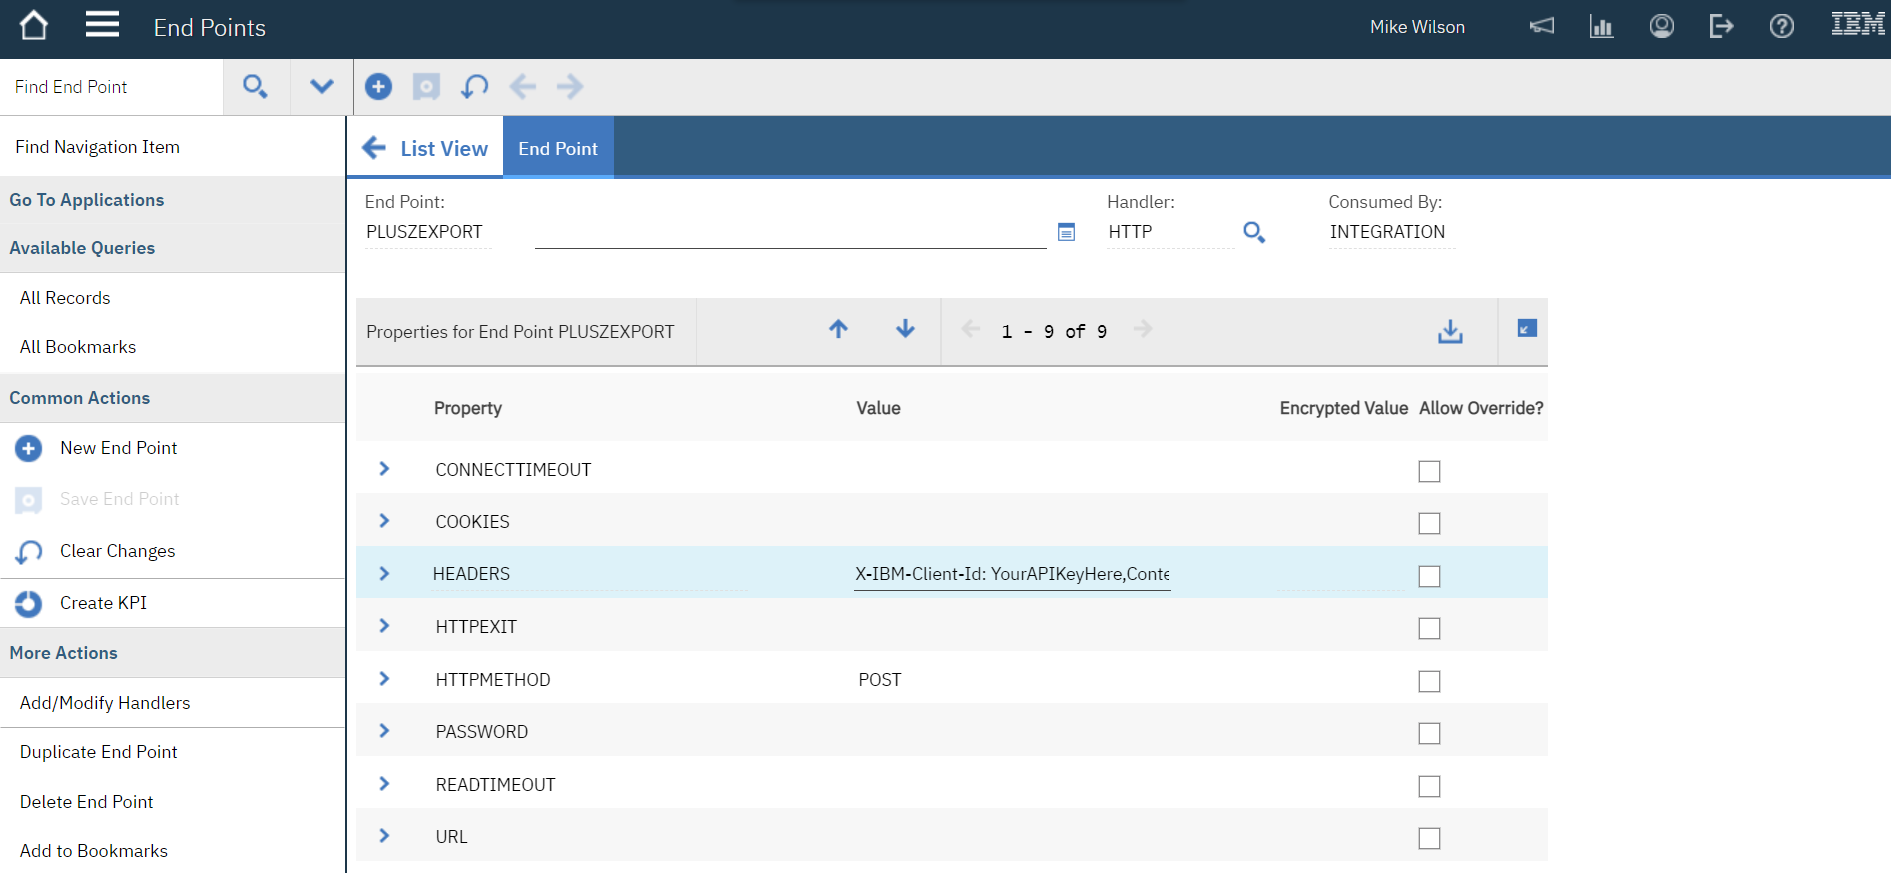 End Points
Mike Wilson
IBM
Find End Point
Find Navigation Item
List View
End Point
Go To Applications
Available Queries
All Records
All Bookmarks
Common Actions
New End Point
Save End Point
Clear Changes
Create KPI
More Actions
Add/Modify Handlers
Duplicate End Point
Delete End Point
Add to Bookmarks
End Point:
PLUSZEXPORT
Handler:
HTTP
Consumed By:
INTEGRATION
Properties for End Point PLUSZEXPORT
1 - 9 of 9
Property Value Encrypted Value Allow Override?
CONNECTTIMEOUT
COOKIES
HEADERS X-IBM-Client-Id: YourAPIKeyHere,Conte
HTTPEXIT
HTTPMETHOD POST
PASSWORD
READTIMEOUT
URL